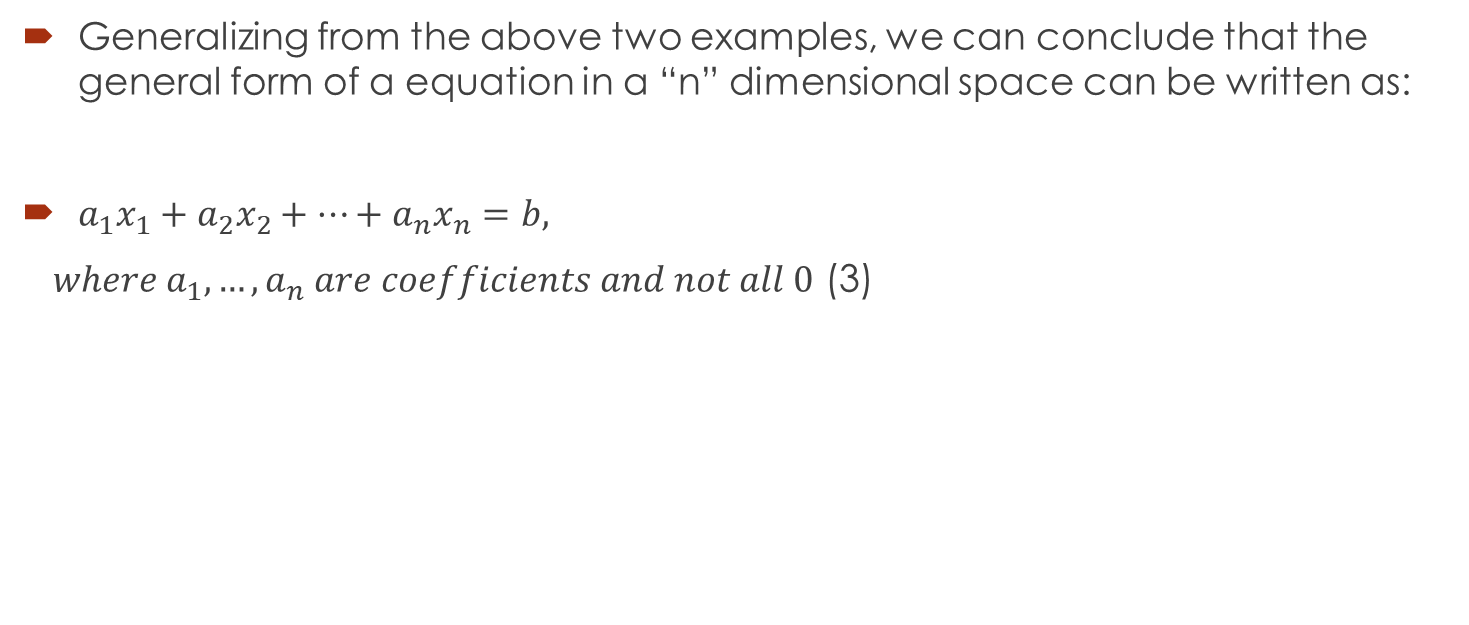 Generalizing from the above two examples, we can conclude that the
general form of a equation in a “n” dimensional space can be written as:
𝑎₁𝑥₁ + 𝑎₂𝑥₂ + ⋯ + 𝑎ₙ𝑥ₙ = 𝑏,
where 𝑎₁, … , 𝑎ₙ are coefficients and not all 0 (3)